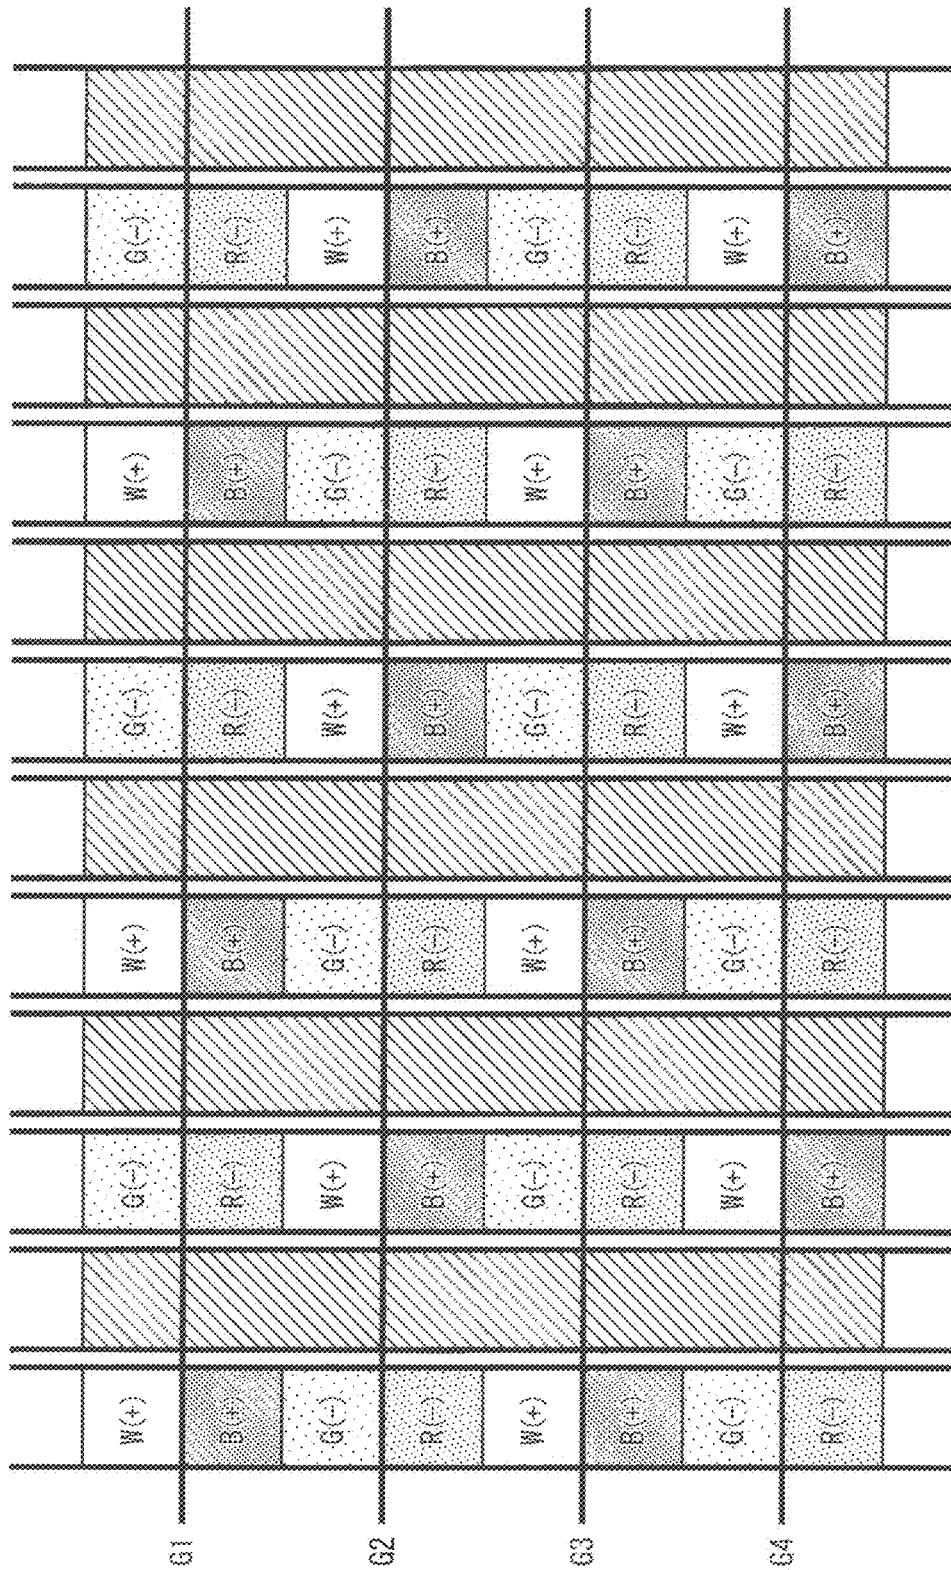 W(+) G(-) W(+) G(-) W(+) G(-)
G1
B(+) R(-) B(+) R(-) B(+) R(-)
G(-) W(+) G(-) W(+) G(-) W(+)
G2
R(-) B(+) R(-) B(+) R(-) B(+)
W(+) G(-) W(+) G(-) W(+) G(-)
G3
B(+) R(-) B(+) R(-) B(+) R(-)
G(-) W(+) G(-) W(+) G(-) W(+)
G4
R(-) B(+) R(-) B(+) R(-) B(+)